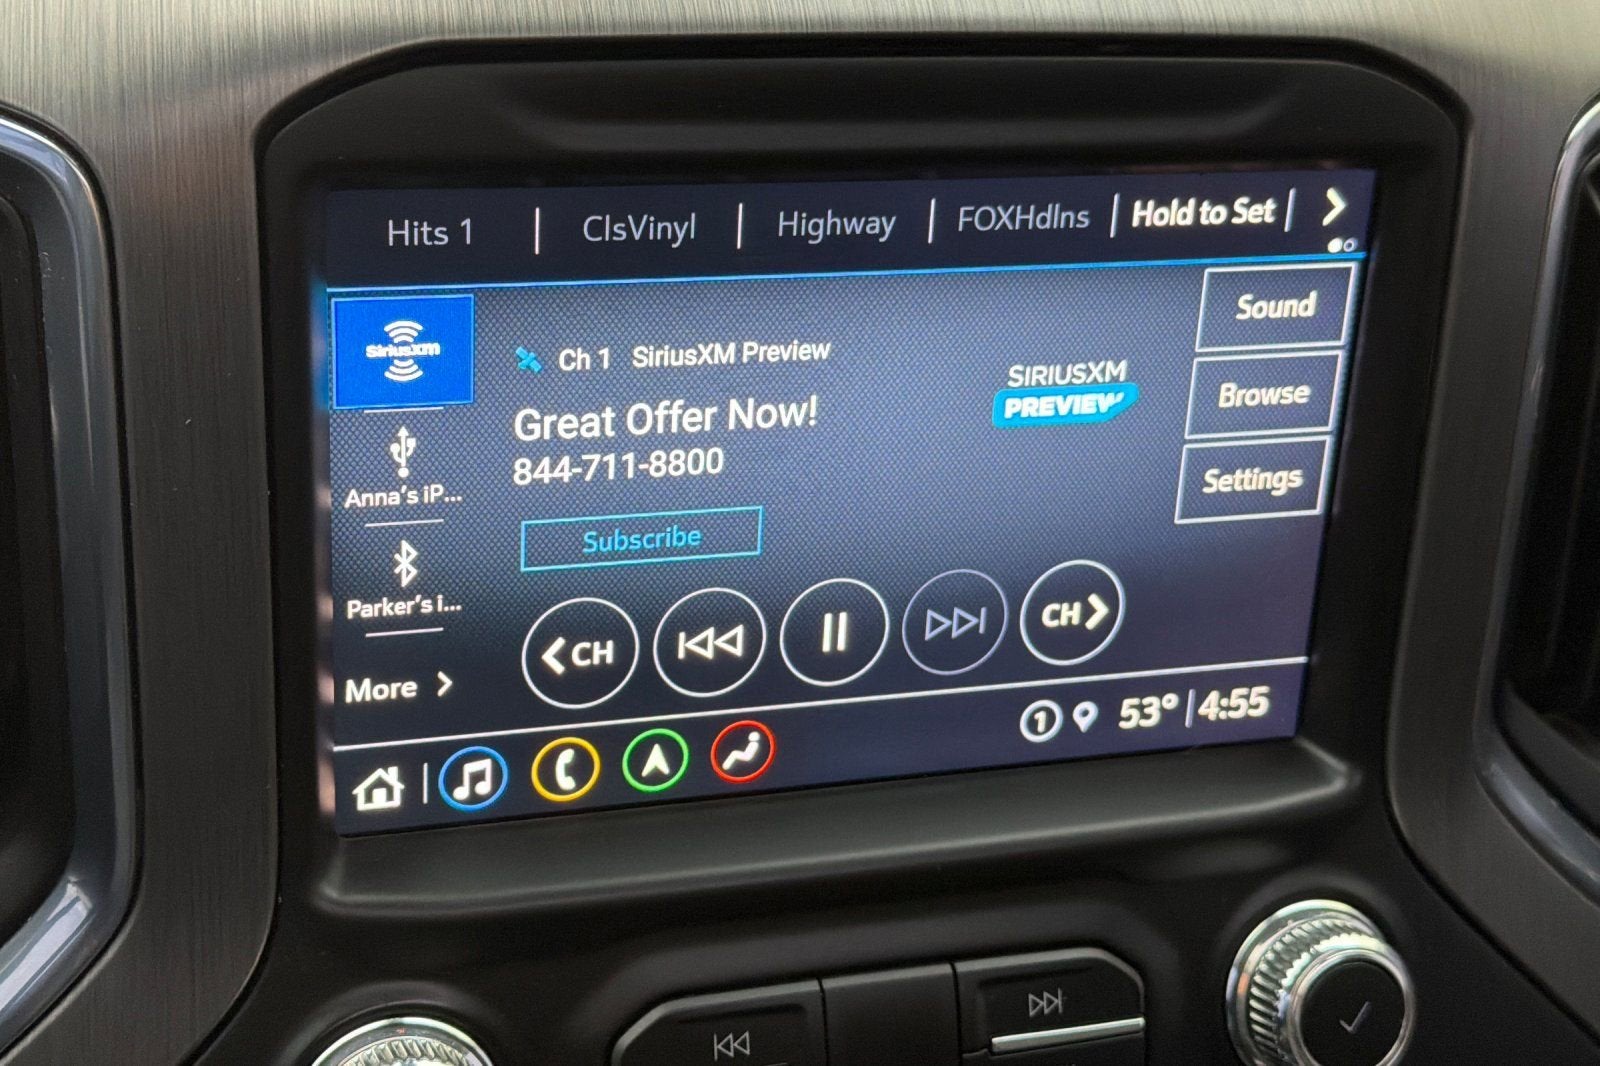 Hits 1 | ClsVinyl | Highway | FOXHdlns | Hold to Set |
SiriusXM
Ch 1 SiriusXM Preview
Great Offer Now!
844-711-8800
Subscribe
SIRIUSXM
PREVIEW
Sound
Browse
Settings
Anna's iP...
Parker's i...
More
CH
CH
1 53° | 4:55